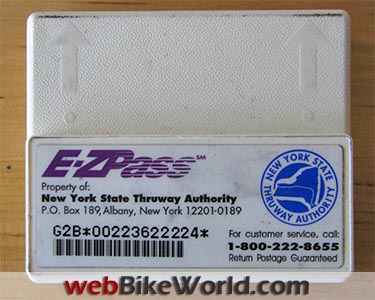 E-ZPass SM
Property of:
New York State Thruway Authority
P.O. Box 189, Albany, New York 12201-0189
NEW YORK STATE
THRUWAY AUTHORITY
G2B*00223622224*
For customer service, call:
1-800-222-8655
Return Postage Guaranteed
webBikeWorld.com